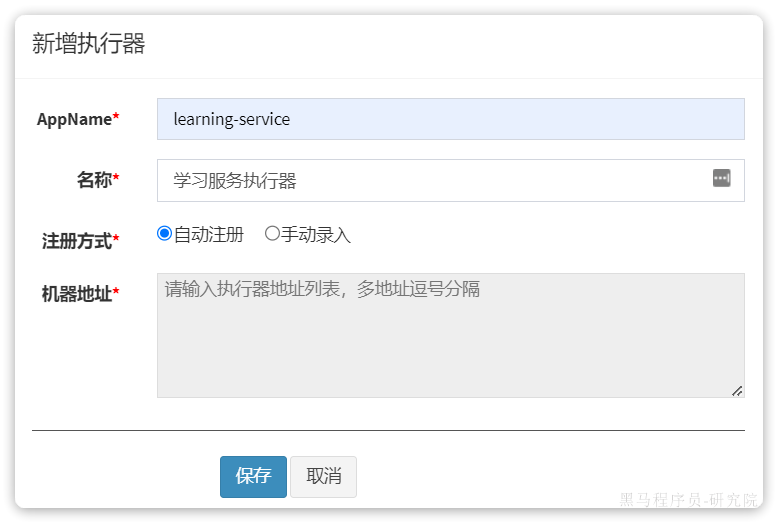 新增执行器
AppName*
learning-service
名称*
学习服务执行器
注册方式*
自动注册 手动录入
机器地址*
请输入执行器地址列表，多地址逗号分隔
保存 取消
黑马程序员-研究院